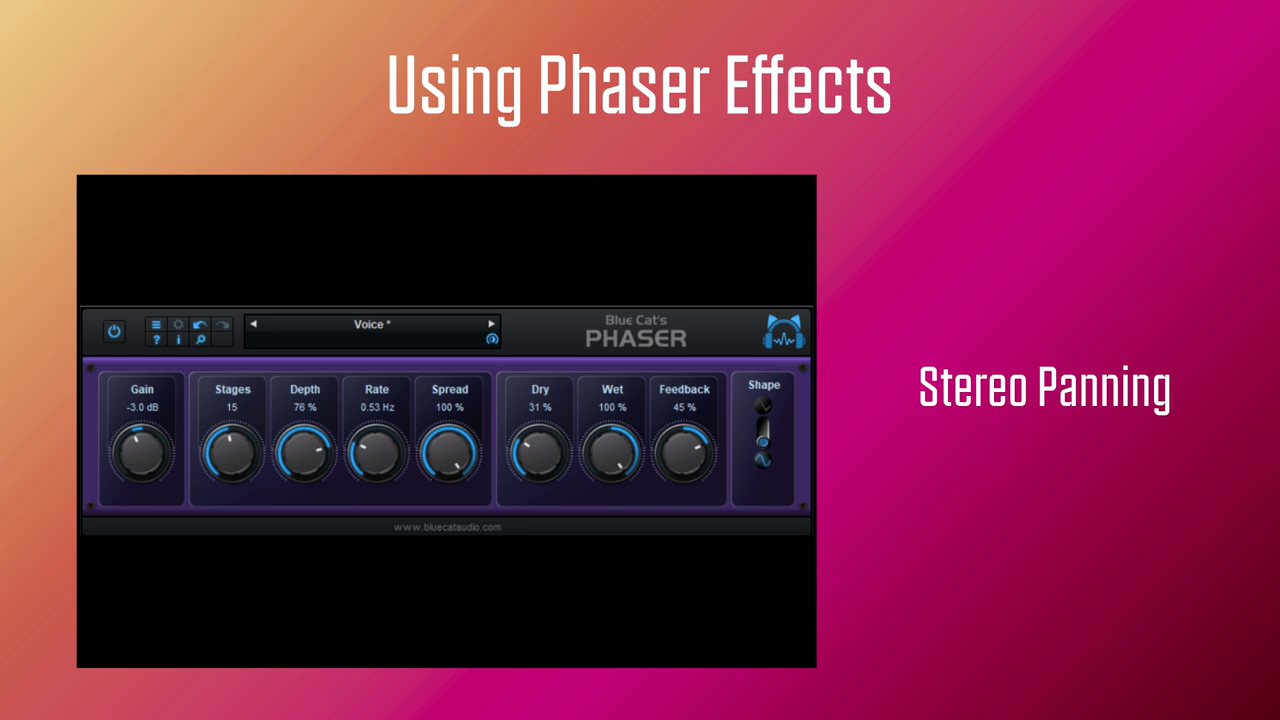 Using Phaser Effects
Voice *
Blue Cat's
PHASER
? i
Gain
-3.0 dB
Stages
15
Depth
76 %
Rate
0.53 Hz
Spread
100 %
Dry
31 %
Wet
100 %
Feedback
45 %
Shape
www.bluecataudio.com
Stereo Panning